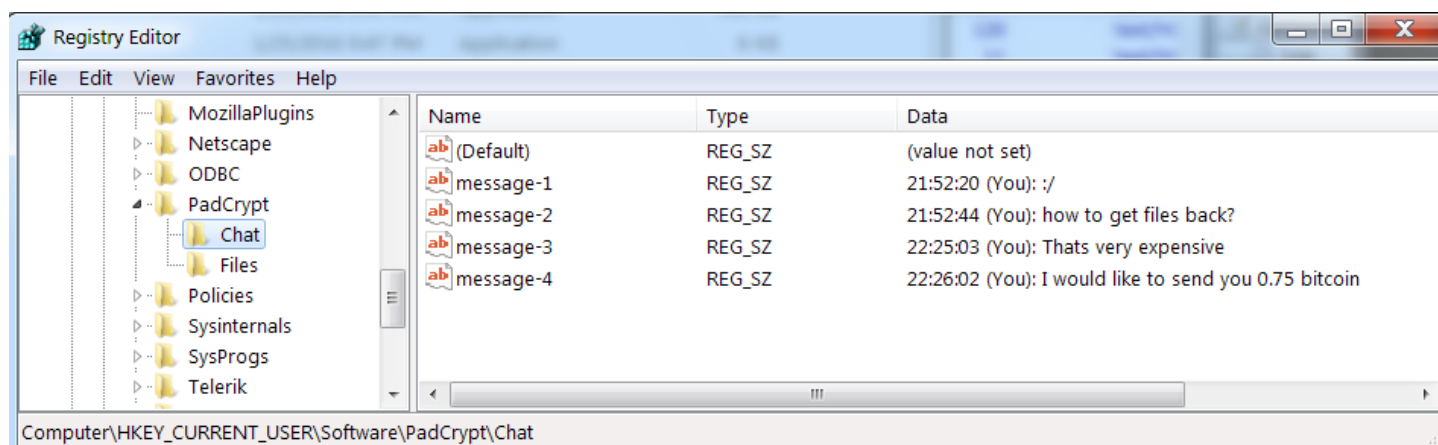 Registry Editor
File Edit View Favorites Help
MozillaPlugins
Netscape
ODBC
PadCrypt
Chat
Files
Policies
Sysinternals
SysProgs
Telerik
Name Type Data
(Default) REG_SZ (value not set)
message-1 REG_SZ 21:52:20 (You): :/
message-2 REG_SZ 21:52:44 (You): how to get files back?
message-3 REG_SZ 22:25:03 (You): Thats very expensive
message-4 REG_SZ 22:26:02 (You): I would like to send you 0.75 bitcoin
Computer\HKEY_CURRENT_USER\Software\PadCrypt\Chat